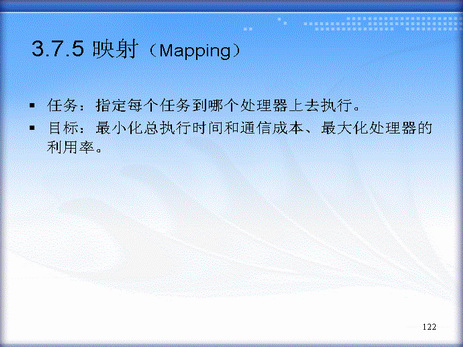 3.7.5 映射（Mapping）
▪ 任务：指定每个任务到哪个处理器上去执行。
▪ 目标：最小化总执行时间和通信成本、最大化处理器的
利用率。
122